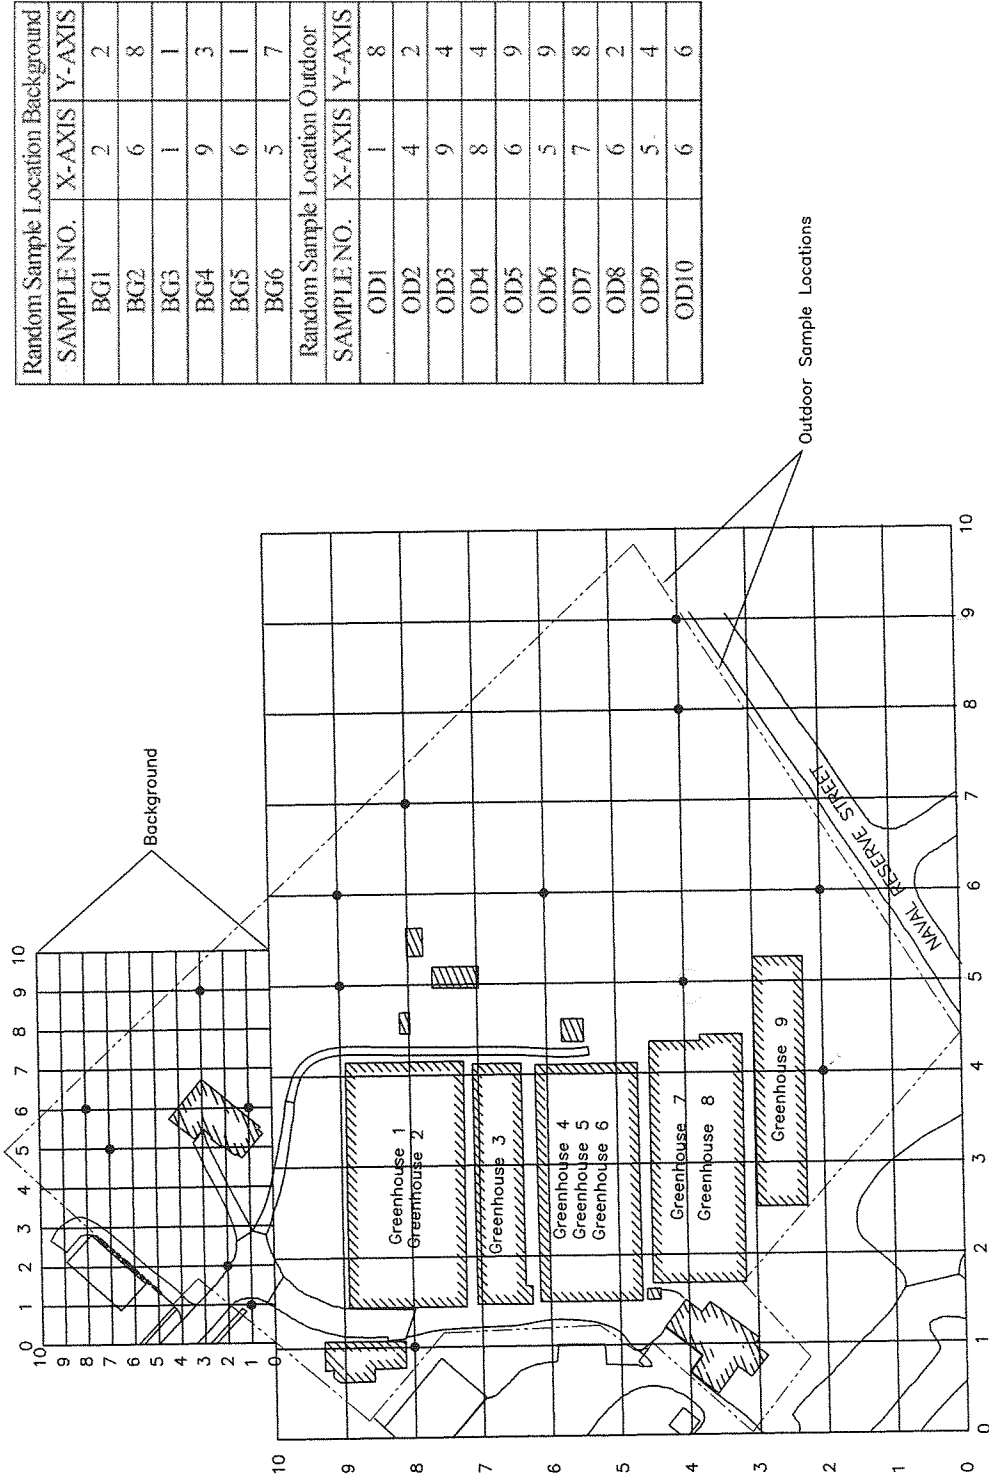 Random Sample Location Background
SAMPLE NO. X-AXIS Y-AXIS
BG1 2 2
BG2 6 8
BG3 1 1
BG4 9 3
BG5 6 1
BG6 5 7
Random Sample Location Outdoor
SAMPLE NO. X-AXIS Y-AXIS
OD1 1 8
OD2 4 2
OD3 9 4
OD4 8 4
OD5 6 9
OD6 5 9
OD7 7 8
OD8 6 2
OD9 5 4
OD10 6 6
Background
0 1 2 3 4 5 6 7 8 9 10
10
9
8
7
6
5
4
3
2
1
0
Greenhouse 1
Greenhouse 2
Greenhouse 3
Greenhouse 4
Greenhouse 5
Greenhouse 6
Greenhouse 7
Greenhouse 8
Greenhouse 9
NAVAL RESERVE STREET
Outdoor Sample Locations
10
9
8
7
6
5
4
3
2
1
0
0 1 2 3 4 5 6 7 8 9 10